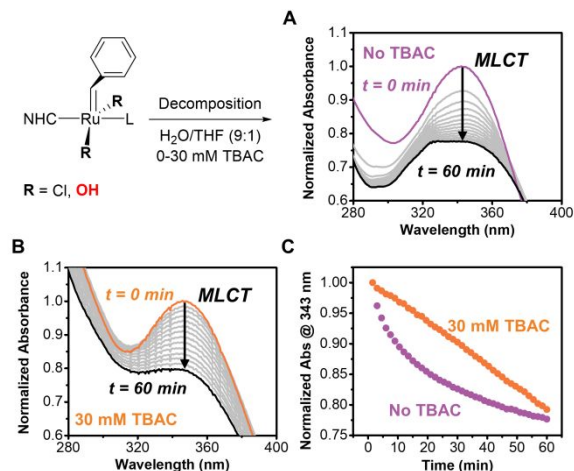 NHC
Ru
L
R
R
Decomposition
H₂O/THF (9:1)
0-30 mM TBAC
R = Cl, OH
A
No TBAC
t = 0 min
MLCT
t = 60 min
Normalized Absorbance
1.1
1.0
0.9
0.8
0.7
0.6
280
320
360
400
Wavelength (nm)
B
t = 0 min
MLCT
t = 60 min
30 mM TBAC
Normalized Absorbance
1.1
1.0
0.9
0.8
0.7
0.6
280
320
360
400
Wavelength (nm)
C
30 mM TBAC
No TBAC
Normalized Abs @ 343 nm
1.00
0.95
0.90
0.85
0.80
0.75
0
10
20
30
40
50
60
Time (min)